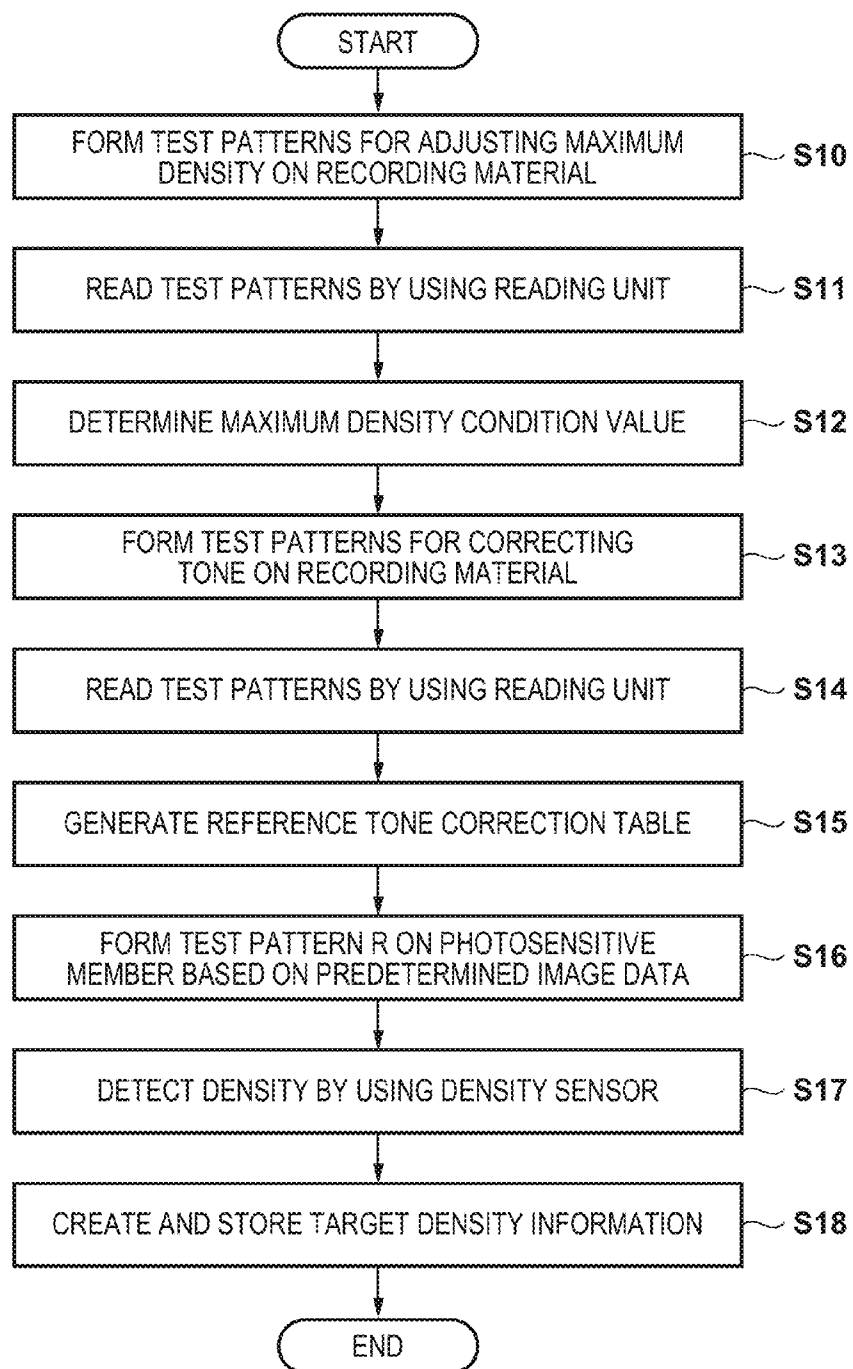 START
FORM TEST PATTERNS FOR ADJUSTING MAXIMUM
DENSITY ON RECORDING MATERIAL
S10
READ TEST PATTERNS BY USING READING UNIT
S11
DETERMINE MAXIMUM DENSITY CONDITION VALUE
S12
FORM TEST PATTERNS FOR CORRECTING
TONE ON RECORDING MATERIAL
S13
READ TEST PATTERNS BY USING READING UNIT
S14
GENERATE REFERENCE TONE CORRECTION TABLE
S15
FORM TEST PATTERN R ON PHOTOSENSITIVE
MEMBER BASED ON PREDETERMINED IMAGE DATA
S16
DETECT DENSITY BY USING DENSITY SENSOR
S17
CREATE AND STORE TARGET DENSITY INFORMATION
S18
END